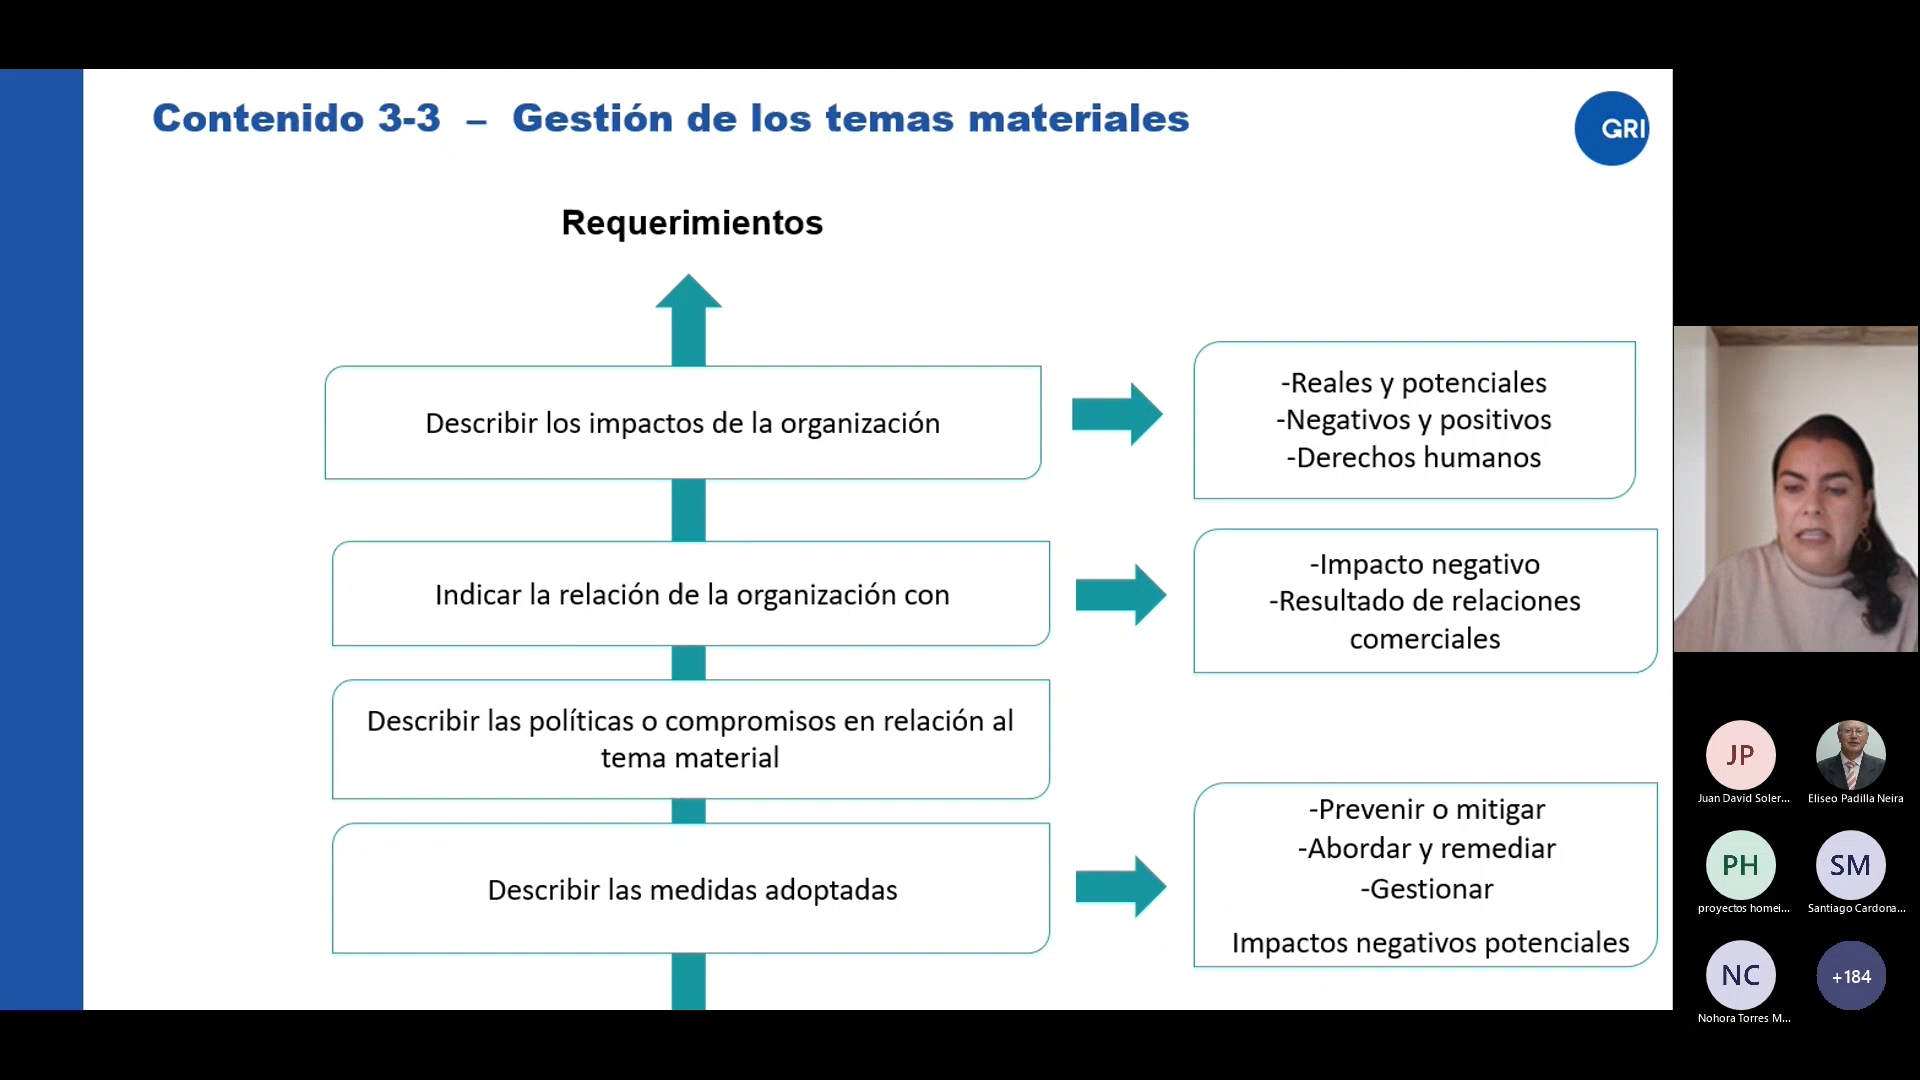 Contenido 3-3 – Gestión de los temas materiales
GRI
Requerimientos
Describir los impactos de la organización
-Reales y potenciales
-Negativos y positivos
-Derechos humanos
Indicar la relación de la organización con
-Impacto negativo
-Resultado de relaciones
comerciales
Describir las políticas o compromisos en relación al
tema material
Describir las medidas adoptadas
-Prevenir o mitigar
-Abordar y remediar
-Gestionar
Impactos negativos potenciales
JP
Juan David Soler...
Eliseo Padilla Neira
PH
proyectos homei...
SM
Santiago Cardona...
NC
Nohora Torres M...
+184